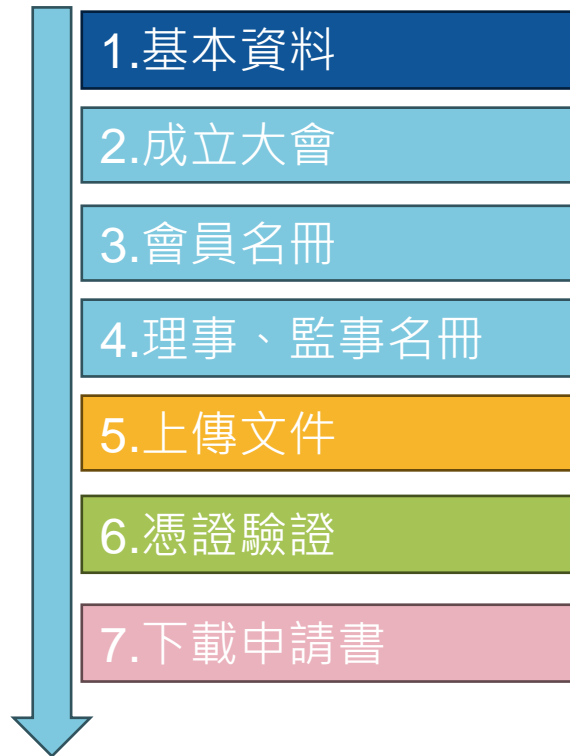 1.基本資料
2.成立大會
3.會員名冊
4.理事、監事名冊
5.上傳文件
6.憑證驗證
7.下載申請書